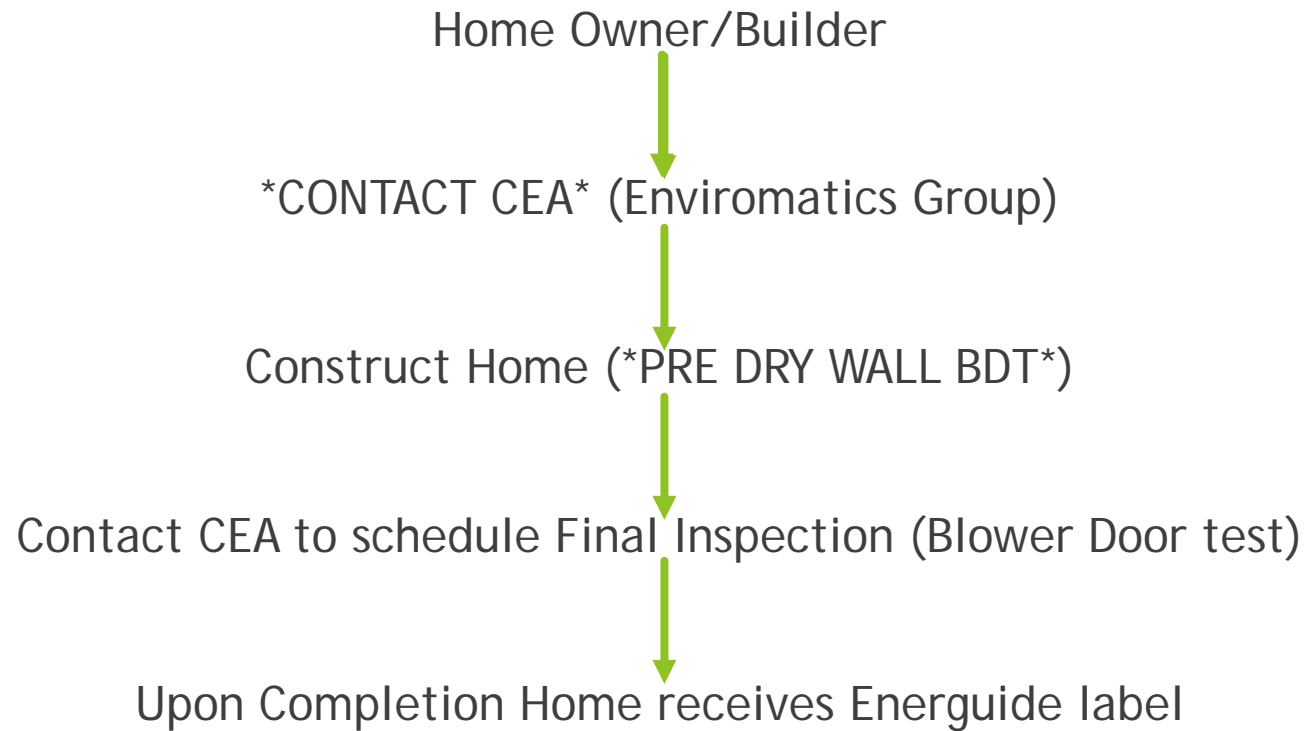 Home Owner/Builder
*CONTACT CEA* (Enviromatics Group)
Construct Home (*PRE DRY WALL BDT*)
Contact CEA to schedule Final Inspection (Blower Door test)
Upon Completion Home receives Energuide label